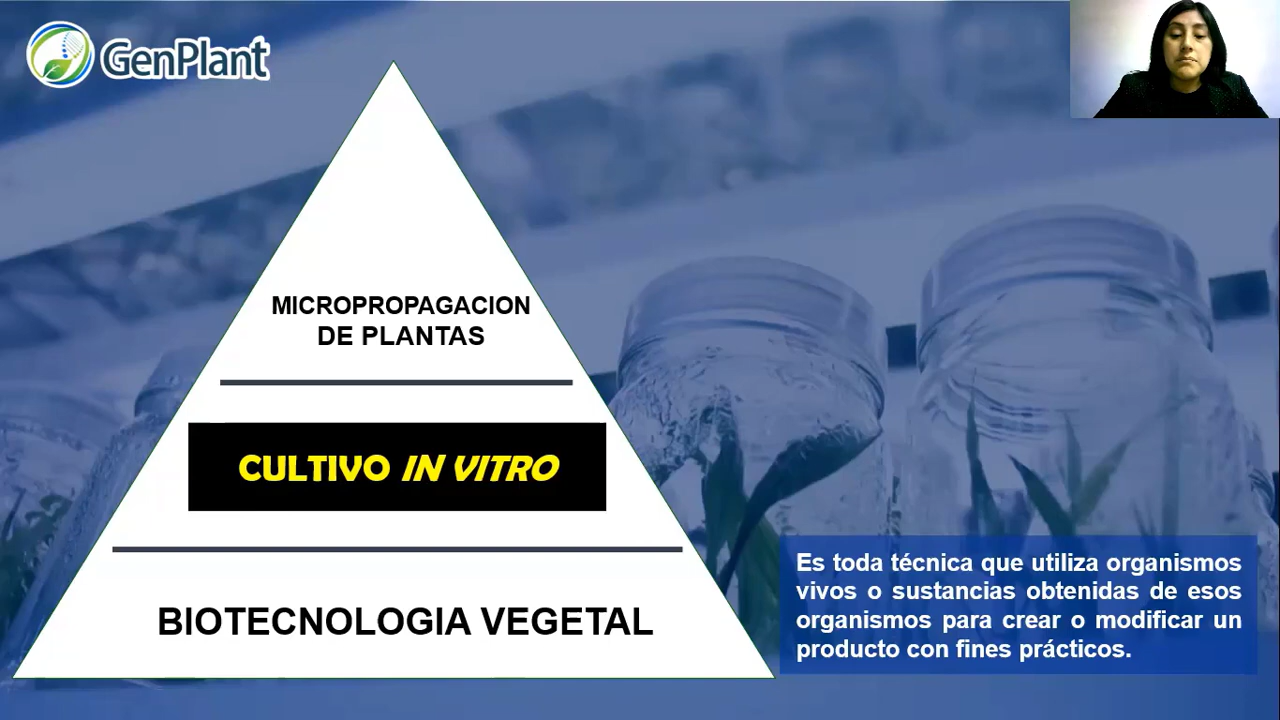 GenPlant
MICROPROPAGACION
DE PLANTAS
CULTIVO IN VITRO
BIOTECNOLOGIA VEGETAL
Es toda técnica que utiliza organismos
vivos o sustancias obtenidas de esos
organismos para crear o modificar un
producto con fines prácticos.